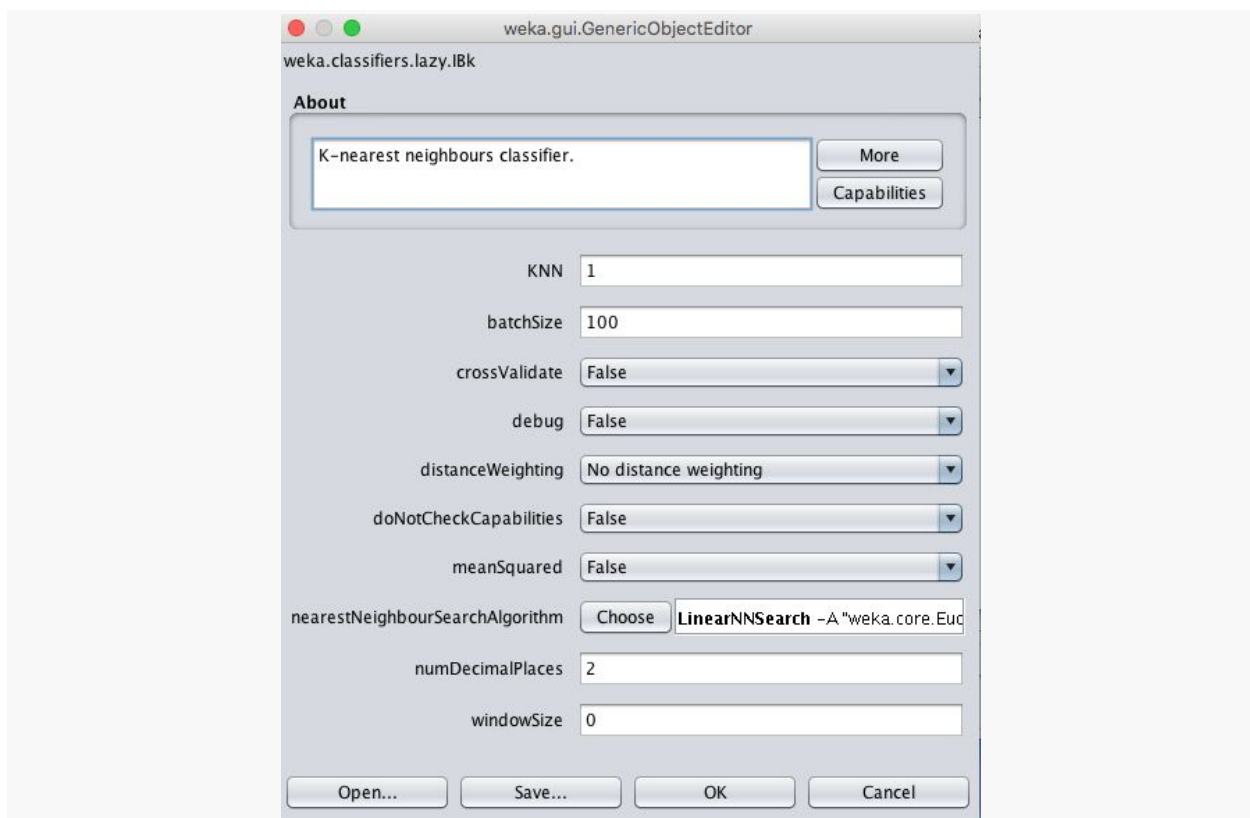 weka.gui.GenericObjectEditor
weka.classifiers.lazy.IBk
About
K-nearest neighbours classifier.
More
Capabilities
KNN 1
batchSize 100
crossValidate False
debug False
distanceWeighting No distance weighting
doNotCheckCapabilities False
meanSquared False
nearestNeighbourSearchAlgorithm Choose LinearNNSearch -A "weka.core.Euc
numDecimalPlaces 2
windowSize 0
Open... Save... OK Cancel